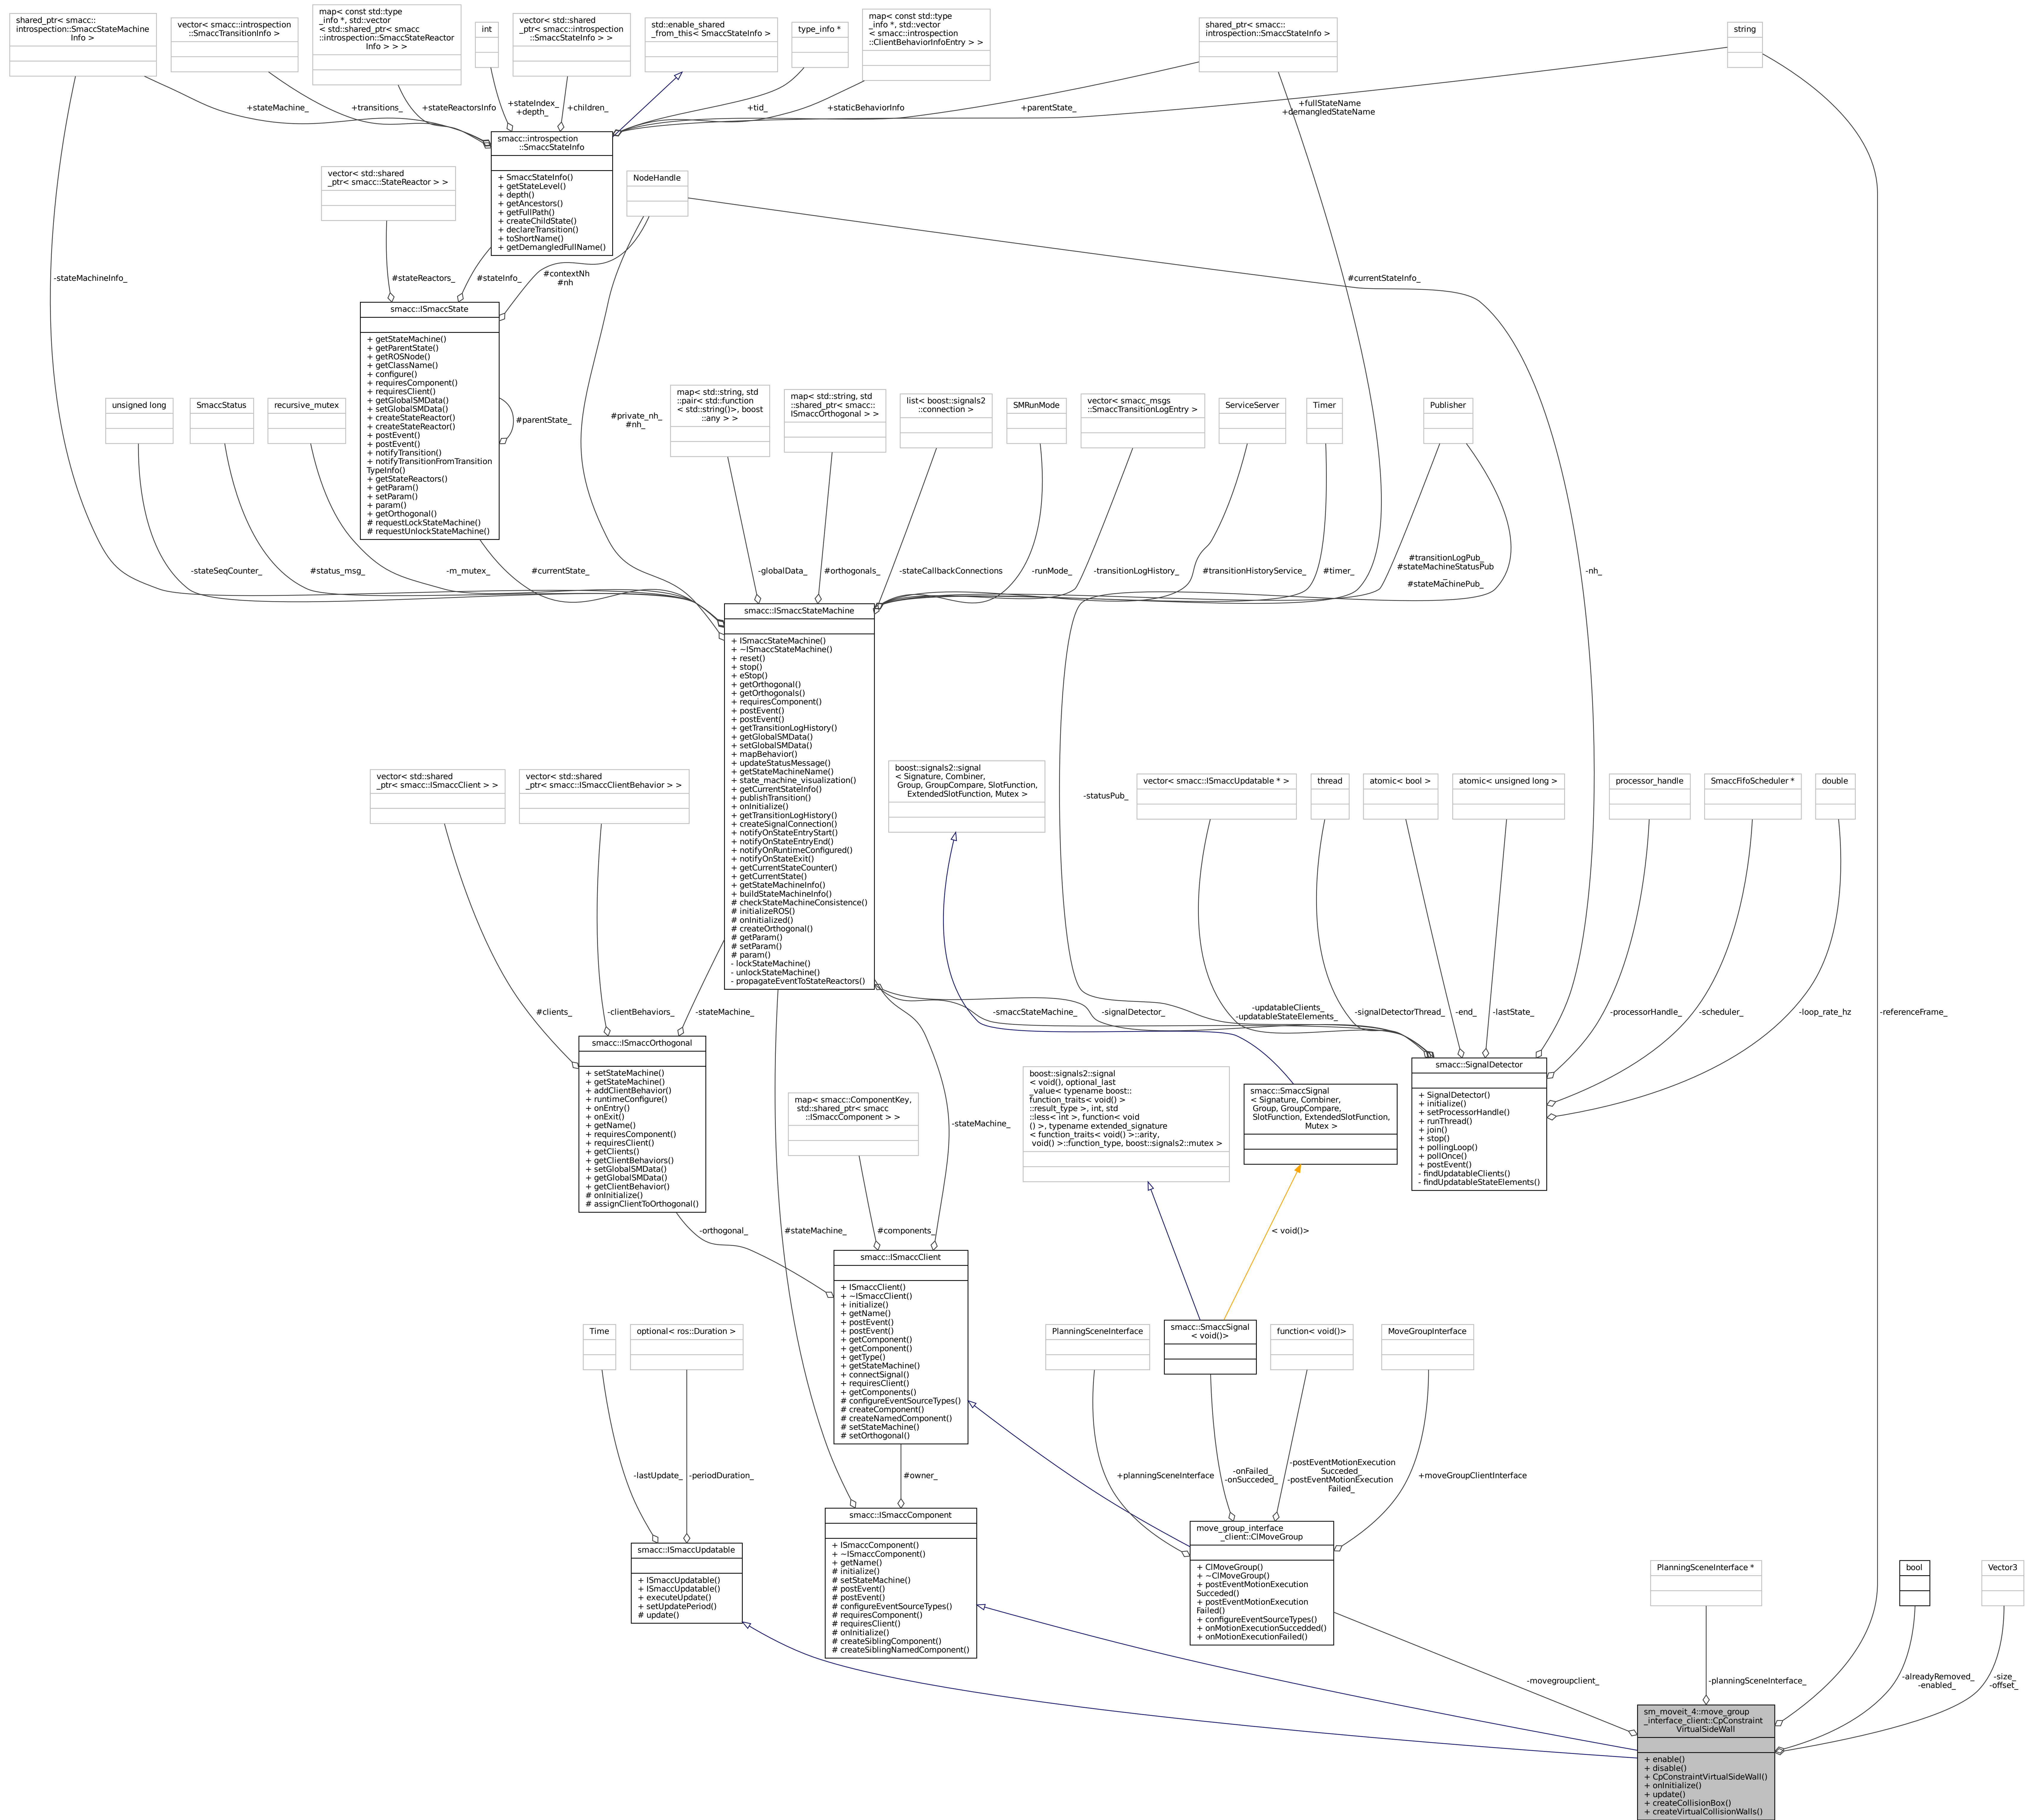 shared_ptr< smacc::
introspection::SmaccStateMachine
Info >
vector< smacc::introspection
::SmaccTransitionInfo >
map< const std::type
_info *, std::vector
< std::shared_ptr< smacc
::introspection::SmaccStateReactor
Info > > >
int
vector< std::shared
_ptr< smacc::introspection
::SmaccStateInfo > >
std::enable_shared
_from_this< SmaccStateInfo >
type_info *
map< const std::type
_info *, std::vector
< smacc::introspection
::ClientBehaviorInfoEntry > >
shared_ptr< smacc::
introspection::SmaccStateInfo >
string
+stateMachine_
+transitions_
+stateReactorsInfo
+stateIndex_
+depth_
+children_
+tid_
+staticBehaviorInfo
+parentState_
+fullStateName
+demangledStateName
smacc::introspection
::SmaccStateInfo
+ SmaccStateInfo()
+ getStateLevel()
+ depth()
+ getAncestors()
+ getFullPath()
+ createChildState()
+ declareTransition()
+ toShortName()
+ getDemangledFullName()
vector< std::shared
_ptr< smacc::StateReactor > >
NodeHandle
-stateMachineInfo_
#stateReactors_
#stateInfo_
#contextNh
#nh
#currentStateInfo_
smacc::ISmaccState
+ getStateMachine()
+ getParentState()
+ getROSNode()
+ getClassName()
+ configure()
+ requiresComponent()
+ requiresClient()
+ getGlobalSMData()
+ setGlobalSMData()
+ createStateReactor()
+ createStateReactor()
+ postEvent()
+ postEvent()
+ notifyTransition()
+ notifyTransitionFromTransition
TypeInfo()
+ getStateReactors()
+ getParam()
+ setParam()
+ param()
+ getOrthogonal()
# requestLockStateMachine()
# requestUnlockStateMachine()
#parentState_
unsigned long
SmaccStatus
recursive_mutex
#private_nh_
#nh_
map< std::string, std
::pair< std::function
< std::string()>, boost
::any > >
map< std::string, std
::shared_ptr< smacc::
ISmaccOrthogonal > >
list< boost::signals2
::connection >
SMRunMode
vector< smacc_msgs
::SmaccTransitionLogEntry >
ServiceServer
Timer
Publisher
-stateSeqCounter_
#status_msg_
-m_mutex_
#currentState_
-globalData_
#orthogonals_
-stateCallbackConnections
-runMode_
-transitionLogHistory_
#transitionHistoryService_
#timer_
#transitionLogPub_
#stateMachineStatusPub
_
#stateMachinePub_
-nh_
smacc::ISmaccStateMachine
+ ISmaccStateMachine()
+ ~ISmaccStateMachine()
+ reset()
+ stop()
+ eStop()
+ getOrthogonal()
+ getOrthogonals()
+ requiresComponent()
+ postEvent()
+ postEvent()
+ getTransitionLogHistory()
+ getGlobalSMData()
+ setGlobalSMData()
+ mapBehavior()
+ updateStatusMessage()
+ getStateMachineName()
+ state_machine_visualization()
+ getCurrentStateInfo()
+ publishTransition()
+ onInitialize()
+ getTransitionLogHistory()
+ createSignalConnection()
+ notifyOnStateEntryStart()
+ notifyOnStateEntryEnd()
+ notifyOnRuntimeConfigured()
+ notifyOnStateExit()
+ getCurrentStateCounter()
+ getCurrentState()
+ getStateMachineInfo()
+ buildStateMachineInfo()
# checkStateMachineConsistence()
# initializeROS()
# onInitialized()
# createOrthogonal()
# getParam()
# setParam()
# param()
- lockStateMachine()
- unlockStateMachine()
- propagateEventToStateReactors()
vector< std::shared
_ptr< smacc::ISmaccClient > >
vector< std::shared
_ptr< smacc::ISmaccClientBehavior > >
boost::signals2::signal
< Signature, Combiner,
Group, GroupCompare, SlotFunction,
ExtendedSlotFunction, Mutex >
-statusPub_
vector< smacc::ISmaccUpdatable * >
thread
atomic< bool >
atomic< unsigned long >
processor_handle
SmaccFifoScheduler *
double
#clients_
-clientBehaviors_
-stateMachine_
-smaccStateMachine_
-signalDetector_
-updatableClients_
-updatableStateElements_
-signalDetectorThread_
-end_
-lastState_
-processorHandle_
-scheduler_
-loop_rate_hz
-referenceFrame_
smacc::ISmaccOrthogonal
+ setStateMachine()
+ getStateMachine()
+ addClientBehavior()
+ runtimeConfigure()
+ onEntry()
+ onExit()
+ getName()
+ requiresComponent()
+ requiresClient()
+ getClients()
+ getClientBehaviors()
+ setGlobalSMData()
+ getGlobalSMData()
+ getClientBehavior()
# onInitialize()
# assignClientToOrthogonal()
map< smacc::ComponentKey,
std::shared_ptr< smacc
::ISmaccComponent > >
-stateMachine_
boost::signals2::signal
< void(), optional_last
_value< typename boost::
function_traits< void() >
::result_type >, int, std
::less< int >, function< void
() >, typename extended_signature
< function_traits< void() >::arity,
void() >::function_type, boost::signals2::mutex >
smacc::SmaccSignal
< Signature, Combiner,
Group, GroupCompare,
SlotFunction, ExtendedSlotFunction,
Mutex >
smacc::SignalDetector
+ SignalDetector()
+ initialize()
+ setProcessorHandle()
+ runThread()
+ join()
+ stop()
+ pollingLoop()
+ pollOnce()
+ postEvent()
- findUpdatableClients()
- findUpdatableStateElements()
-orthogonal_
#stateMachine_
#components_
< void()>
smacc::ISmaccClient
+ ISmaccClient()
+ ~ISmaccClient()
+ initialize()
+ getName()
+ postEvent()
+ postEvent()
+ getComponent()
+ getComponent()
+ getType()
+ getStateMachine()
+ connectSignal()
+ requiresClient()
+ getComponents()
# configureEventSourceTypes()
# createComponent()
# createNamedComponent()
# setStateMachine()
# setOrthogonal()
Time
optional< ros::Duration >
PlanningSceneInterface
smacc::SmaccSignal
< void()>
function< void()>
MoveGroupInterface
-lastUpdate_
-periodDuration_
#owner_
+planningSceneInterface
-onFailed_
-onSucceded_
-postEventMotionExecution
Succeded_
-postEventMotionExecution
Failed_
+moveGroupClientInterface
smacc::ISmaccUpdatable
+ ISmaccUpdatable()
+ ISmaccUpdatable()
+ executeUpdate()
+ setUpdatePeriod()
# update()
smacc::ISmaccComponent
+ ISmaccComponent()
+ ~ISmaccComponent()
+ getName()
# initialize()
# setStateMachine()
# postEvent()
# postEvent()
# configureEventSourceTypes()
# requiresComponent()
# requiresClient()
# onInitialize()
# createSiblingComponent()
# createSiblingNamedComponent()
move_group_interface
_client::ClMoveGroup
+ ClMoveGroup()
+ ~ClMoveGroup()
+ postEventMotionExecution
Succeded()
+ postEventMotionExecution
Failed()
+ configureEventSourceTypes()
+ onMotionExecutionSuccedded()
+ onMotionExecutionFailed()
PlanningSceneInterface *
bool
Vector3
-movegroupclient_
-planningSceneInterface_
-alreadyRemoved_
-enabled_
-size_
-offset_
sm_moveit_4::move_group
_interface_client::CpConstraint
VirtualSideWall
+ enable()
+ disable()
+ CpConstraintVirtualSideWall()
+ onInitialize()
+ update()
+ createCollisionBox()
+ createVirtualCollisionWalls()